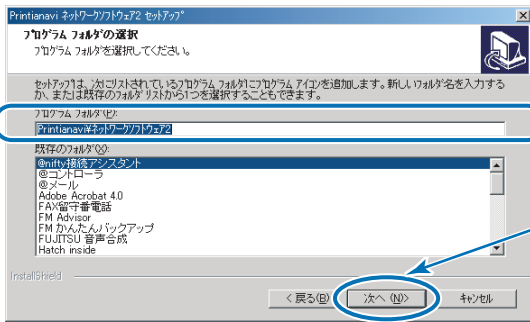 Printianavi ネットワークソフトウェア2 セットアップ
プログラム フォルダの選択
プログラム フォルダを選択してください。
セットアップは、次にリストされているプログラム フォルダにプログラム アイコンを追加します。新しいフォルダ名を入力する
か、または既存のフォルダ リストから1つを選択することもできます。
プログラム フォルダ(P):
Printianavi¥ネットワークソフトウェア2
既存のフォルダ(X):
@nifty接続アシスタント
@コントローラ
@メール
Adobe Acrobat 4.0
FAX留守番電話
FM Advisor
FM かんたんバックアップ
FUJITSU 音声合成
Hatch inside
InstallShield
< 戻る(B)
次へ (N)>
キャンセル